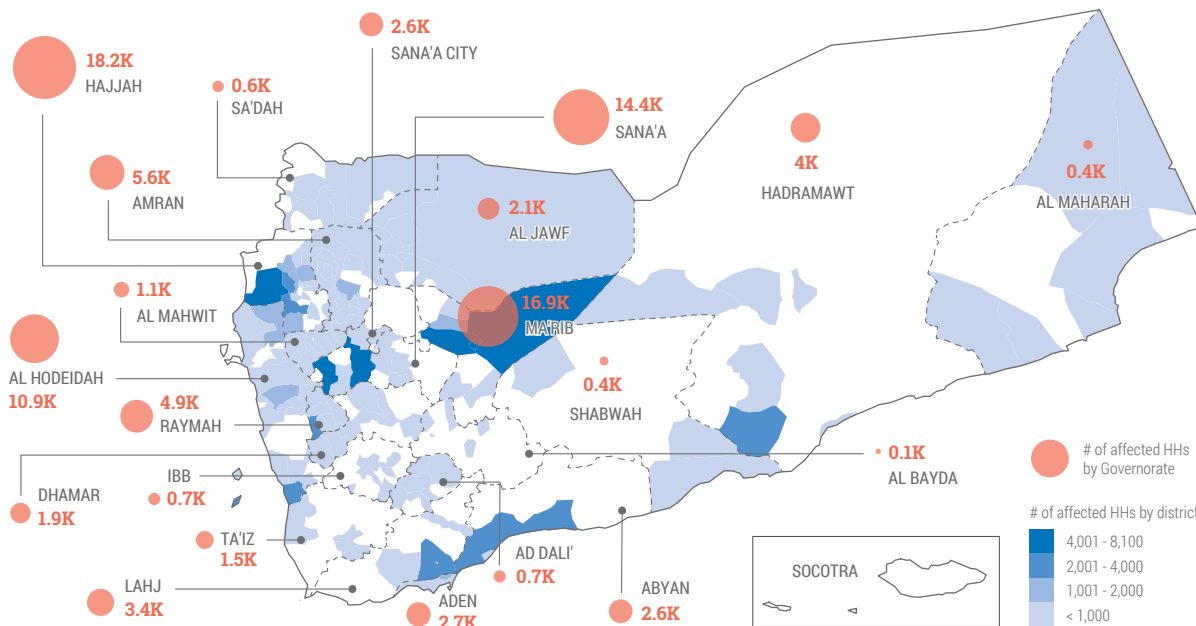 2.6K
SANA'A CITY
18.2K
HAJJAH
0.6K
SA'DAH
14.4K
SANA'A
4K
HADRAMAWT
0.4K
AL MAHARAH
5.6K
AMRAN
2.1K
AL JAWF
1.1K
AL MAHWIT
16.9K
MA'RIB
AL HODEIDAH
10.9K
0.4K
SHABWAH
4.9K
RAYMAH
0.1K
AL BAYDA
# of affected HHs
by Governorate
IBB
0.7K
DHAMAR
1.9K
# of affected HHs by district
4,001 - 8,100
2,001 - 4,000
1,001 - 2,000
< 1,000
TA'IZ
1.5K
AD DALI'
0.7K
SOCOTRA
LAHJ
3.4K
ADEN
2.7K
ABYAN
2.6K